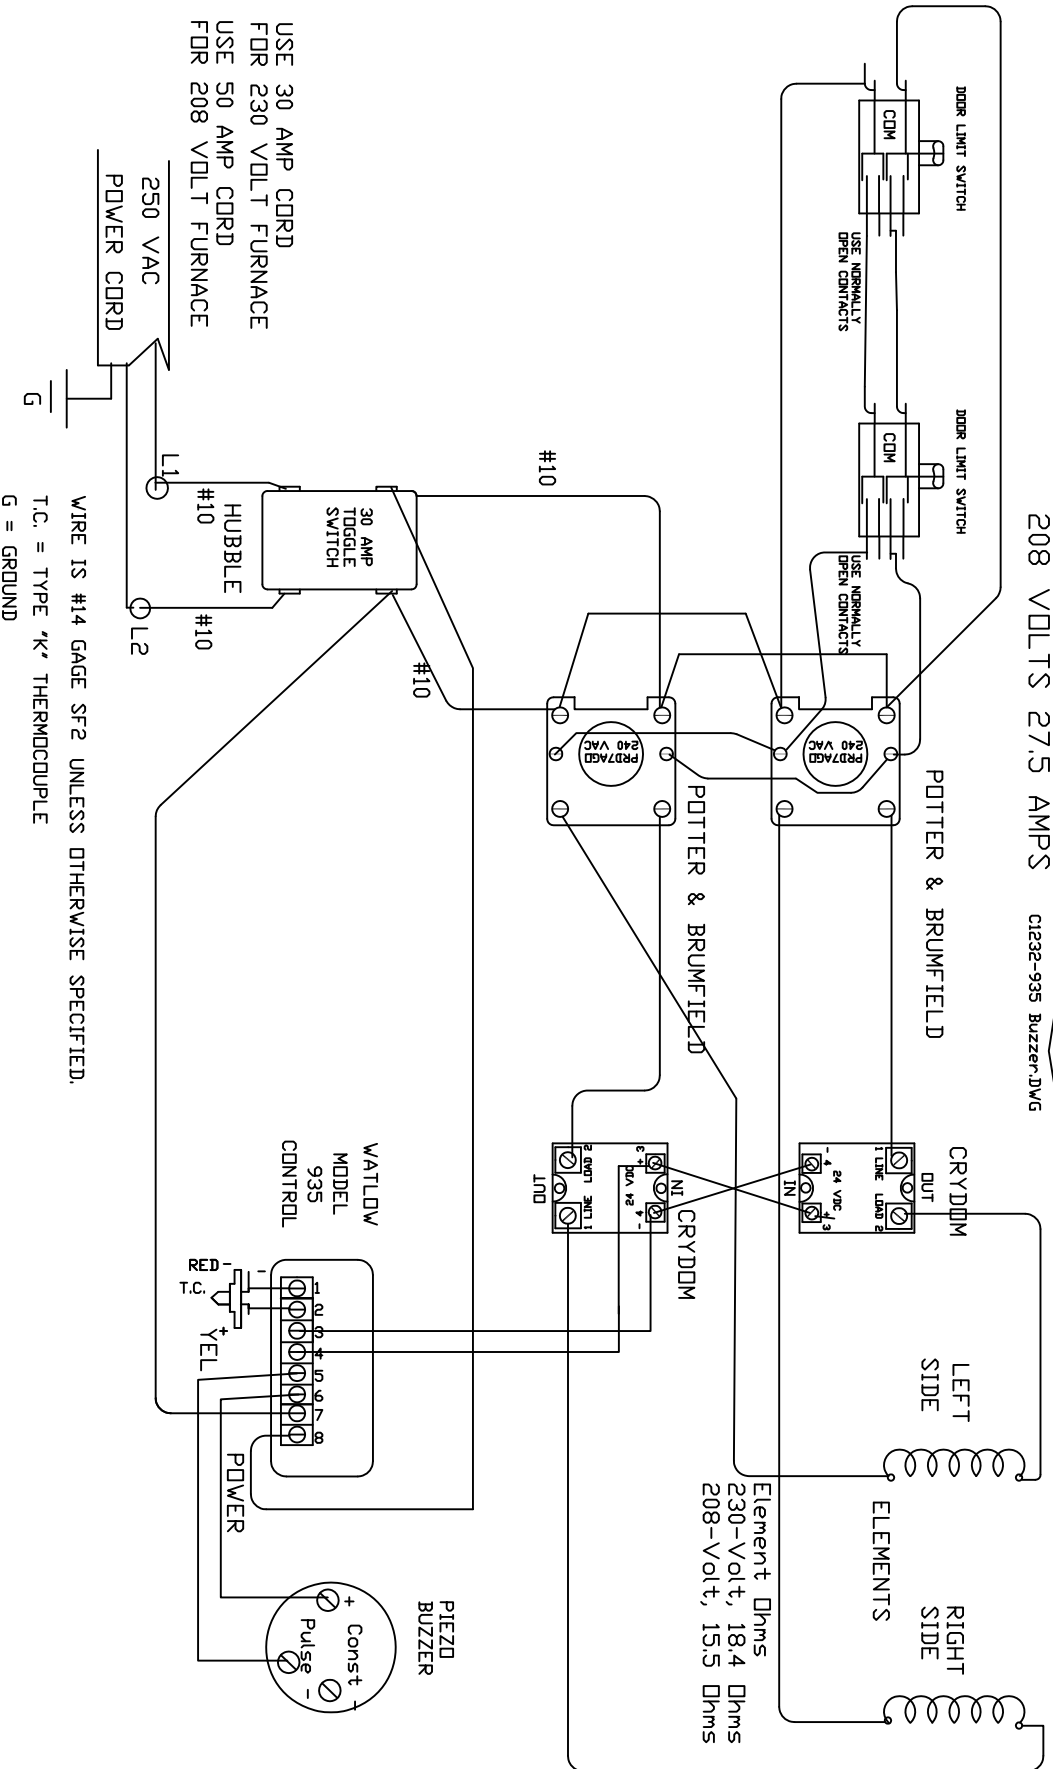 208 VOLTS 27.5 AMPS
C1232-935 Buzzer.DWG
DOOR LIMIT SWITCH
COM
USE NORMALLY
OPEN CONTACTS
DOOR LIMIT SWITCH
COM
USE NORMALLY
OPEN CONTACTS
POTTER & BRUMFIELD
PRD7AGO
240 VAC
POTTER & BRUMFIELD
PRD7AGO
240 VAC
CRYDOM
OUT
1 LINE LOAD 2
- 4 24 VDC + 3
IN
CRYDOM
IN
3 + 24 VDC 4 -
LOAD 2
1 LINE
OUT
LEFT
SIDE
RIGHT
SIDE
ELEMENTS
Element Ohms
230-Volt, 18.4 Ohms
208-Volt, 15.5 Ohms
#10
#10
30 AMP
TOGGLE
SWITCH
HUBBLE
#10
#10
L1
L2
USE 30 AMP CORD
FOR 230 VOLT FURNACE
USE 50 AMP CORD
FOR 208 VOLT FURNACE
250 VAC
POWER CORD
G
WATLOW
MODEL
935
CONTROL
1
2
3
4
5
6
7
8
RED -
-
T.C.
+
YEL
POWER
PIEZO
BUZZER
+
Const -
Pulse -
WIRE IS #14 GAGE SF2 UNLESS OTHERWISE SPECIFIED.
T.C. = TYPE "K" THERMOCOUPLE
G = GROUND